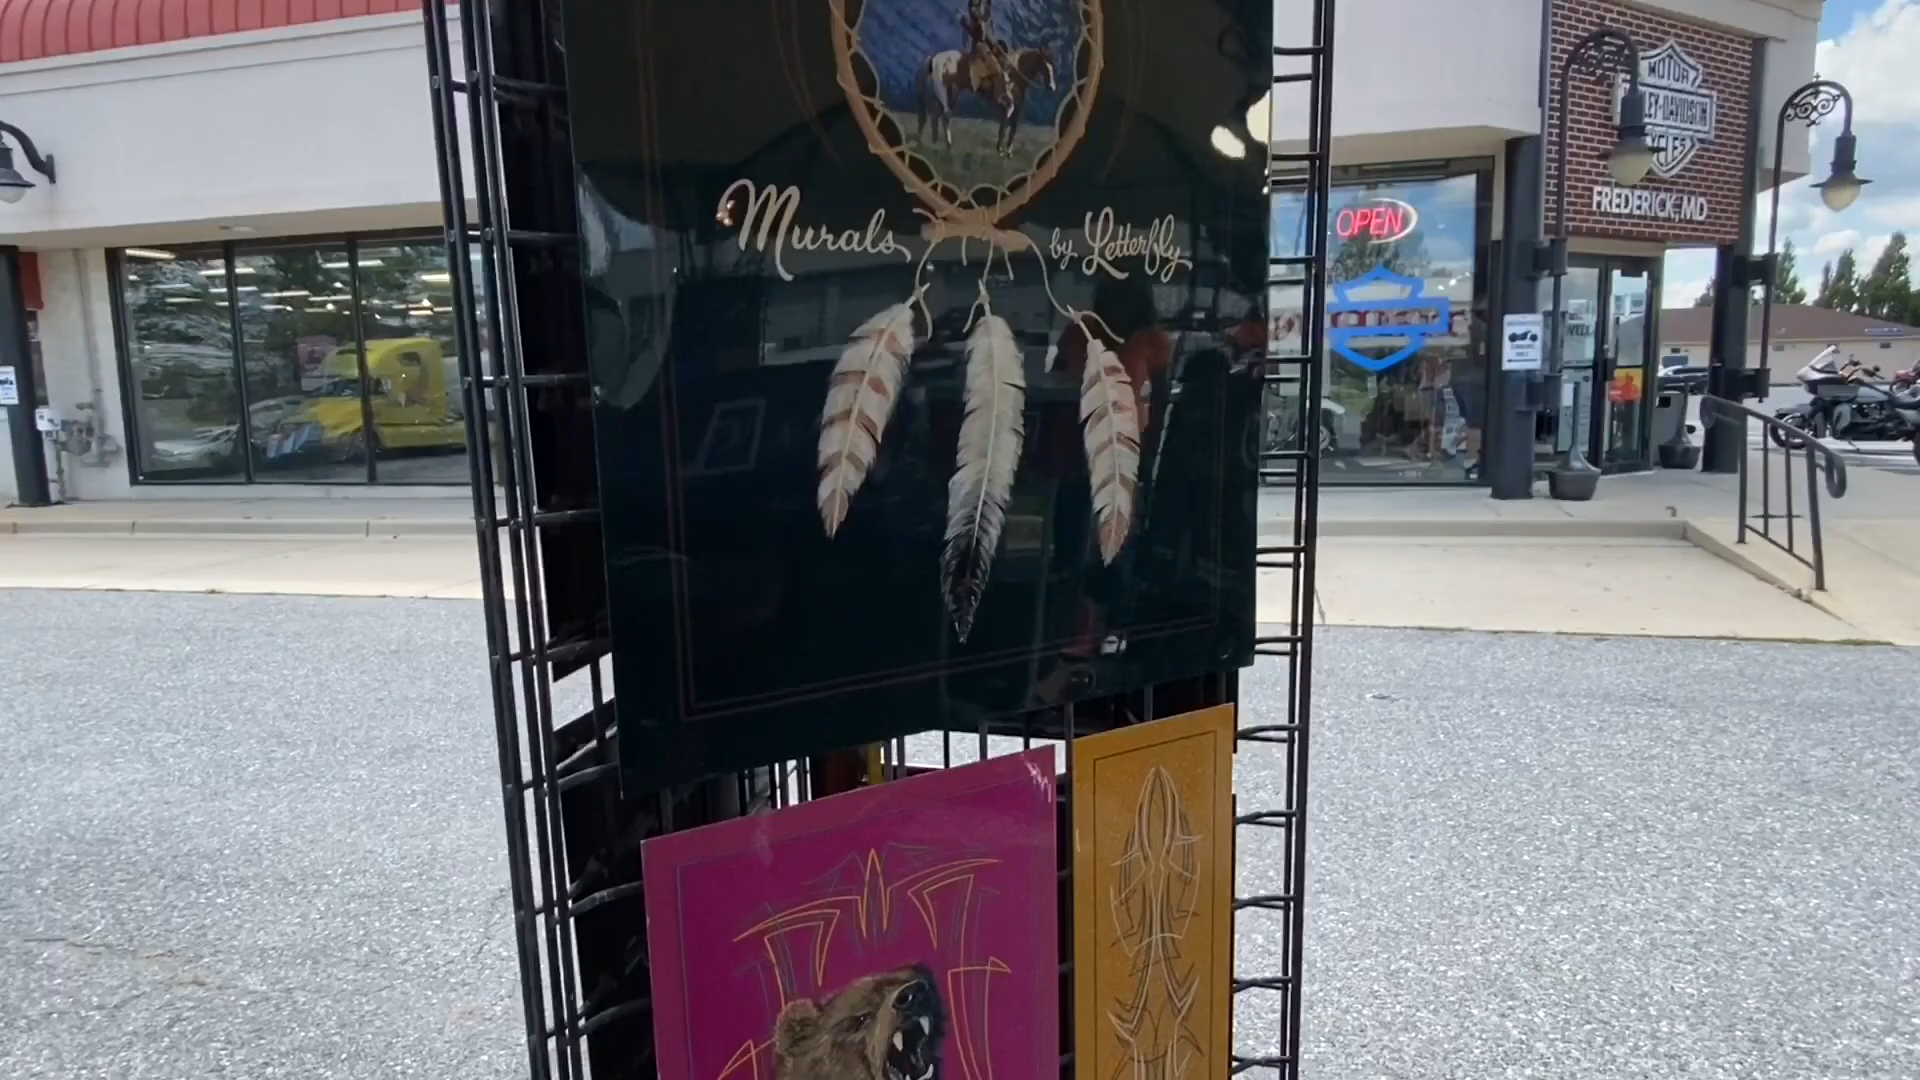 Murals
by Letterfly
OPEN
MOTOR
HARLEY-DAVIDSON
CYCLES
FREDERICK, MD